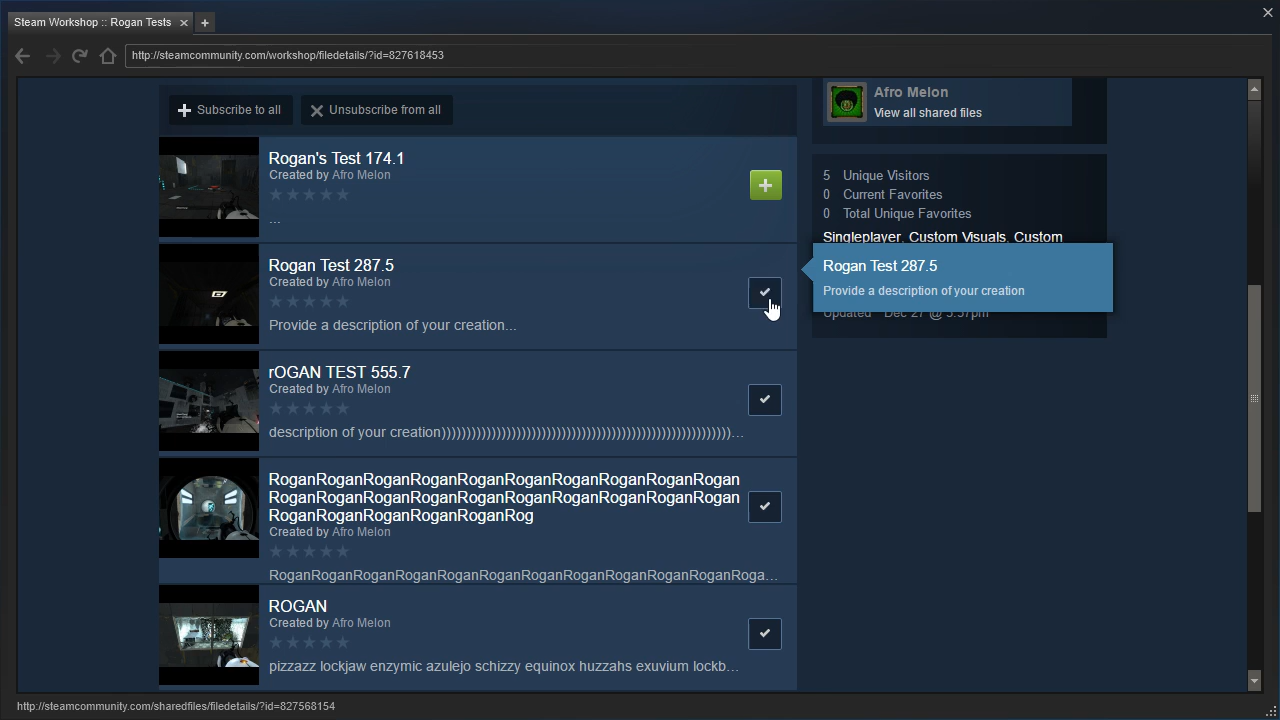 Steam Workshop :: Rogan Tests
http://steamcommunity.com/workshop/filedetails/?id=827618453
Subscribe to all
Unsubscribe from all
Rogan's Test 174.1
Created by Afro Melon
...
Rogan Test 287.5
Created by Afro Melon
Provide a description of your creation...
rOGAN TEST 555.7
Created by Afro Melon
description of your creation))))))))))))))))))))))))))))))))))))))))))))))))))))))))))...
RoganRoganRoganRoganRoganRoganRoganRoganRoganRogan
RoganRoganRoganRoganRoganRoganRoganRoganRoganRogan
RoganRoganRoganRoganRoganRog
Created by Afro Melon
RoganRoganRoganRoganRoganRoganRoganRoganRoganRoganRoganRoga...
ROGAN
Created by Afro Melon
pizzazz lockjaw enzymic azulejo schizzy equinox huzzahs exuvium lockb...
Afro Melon
View all shared files
5 Unique Visitors
0 Current Favorites
0 Total Unique Favorites
Singleplayer, Custom Visuals, Custom
Rogan Test 287.5
Provide a description of your creation
Updated Dec 27 @ 5:57pm
http://steamcommunity.com/sharedfiles/filedetails/?id=827568154